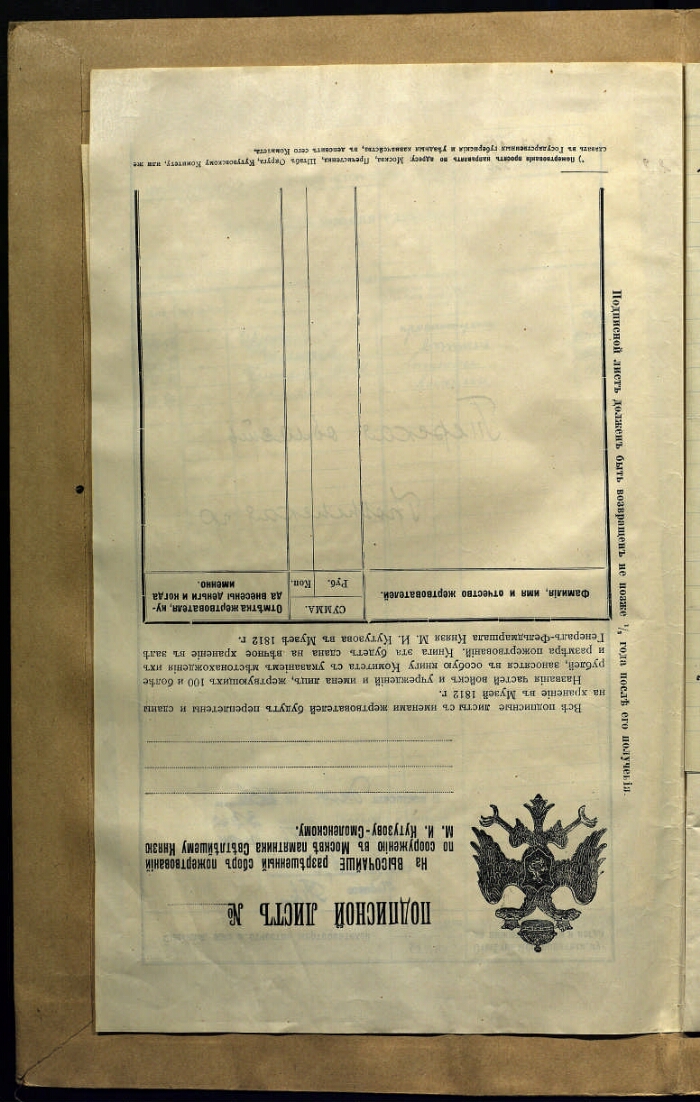 ПОДПИСНОЙ ЛИСТЪ №
На ВЫСОЧАЙШЕ разрѣшенный сборъ пожертвованій
по сооруженію въ Москвѣ памятника Свѣтлѣйшему Князю
М. И. Кутузову-Смоленскому.
Всѣ подписные листы съ именами жертвователей будутъ переплетены и сданы
на храненіе въ Музей 1812 г.
Названія частей войскъ и учрежденій и имена лицъ, жертвующихъ 100 и болѣе
рублей, заносятся въ особую книгу Комитета съ указаніемъ мѣстонахожденія ихъ
и размѣра пожертвованій. Книга эта будетъ сдана на вѣчное храненіе въ залѣ
Генералъ-Фельдмаршала Князя М. И. Кутузова въ Музеѣ 1812 г.
Фамилія, имя и отчество жертвователей.
СУММА.
Руб.
Коп.
Отмѣтка жертвователя, ку-
да внесены деньги и когда
именно.
*) Пожертвованія просятъ направлять по адресу: Москва, Пречистенка, Штабъ Округа, Кутузовскому Комитету, или же
сдавать въ Государственныя губернскія и уѣздныя казначейства, въ депозитъ сего Комитета.
Подписной листъ долженъ быть возвращенъ не позже ¹/₂ года послѣ его полученія.